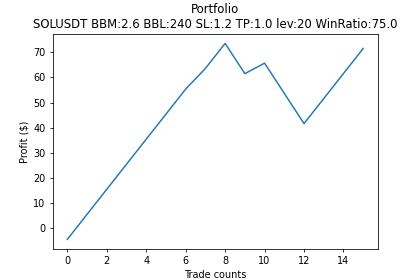 Portfolio
SOLUSDT BBM:2.6 BBL:240 SL:1.2 TP:1.0 lev:20 WinRatio:75.0
Profit ($)
70
60
50
40
30
20
10
0
0 2 4 6 8 10 12 14
Trade counts